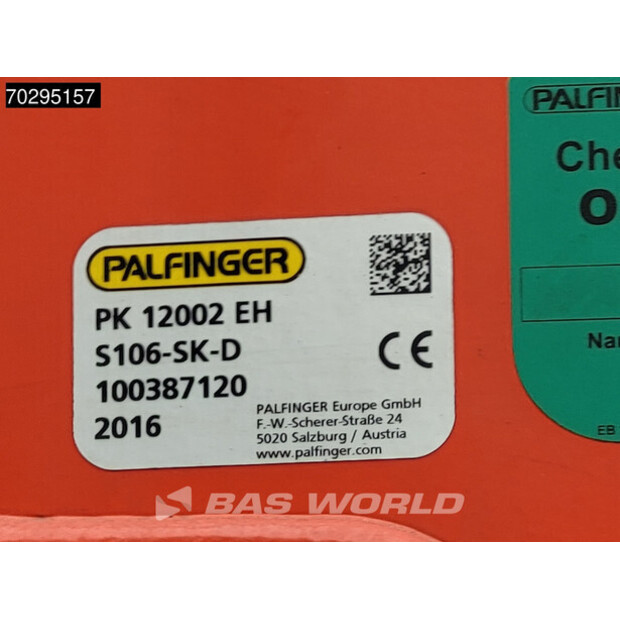 70295157
PALFINGER
PK 12002 EH
S106-SK-D
100387120
2016
CE
PALFINGER Europe GmbH
F.-W.-Scherer-Straße 24
5020 Salzburg / Austria
www.palfinger.com
PALFIN
Che
O
Na
EB
BAS WORLD